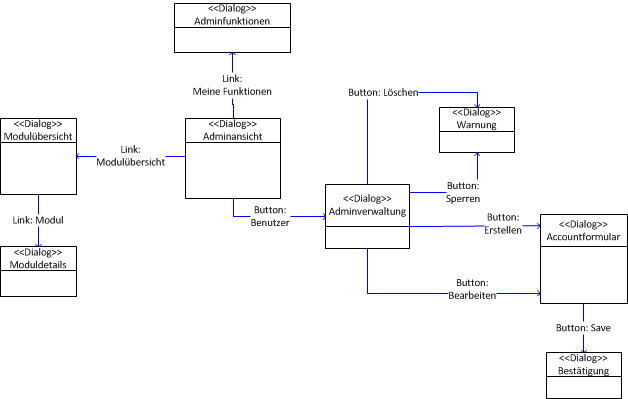 <<Dialog>>
Adminfunktionen
Link:
Meine Funktionen
Button: Löschen
<<Dialog>>
Warnung
<<Dialog>>
Modulübersicht
Link:
Modulübersicht
<<Dialog>>
Adminansicht
Button:
Sperren
<<Dialog>>
Adminverwaltung
Button:
Benutzer
Link: Modul
Button:
Erstellen
<<Dialog>>
Accountformular
<<Dialog>>
Moduldetails
Button:
Bearbeiten
Button: Save
<<Dialog>>
Bestätigung